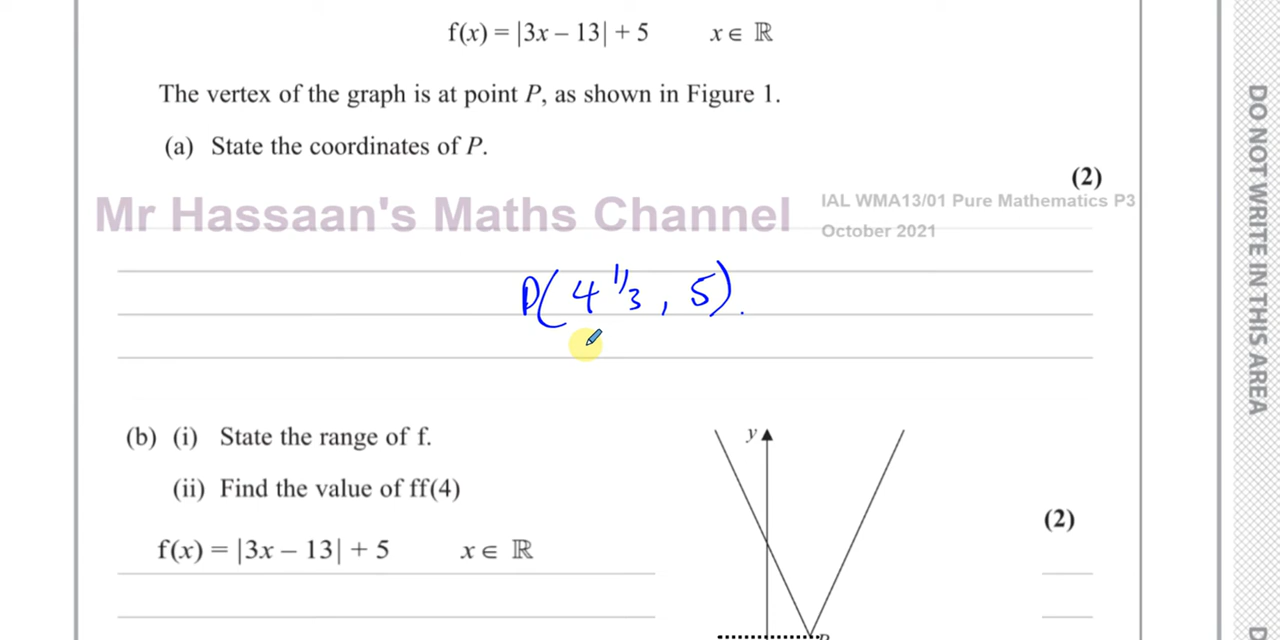 f(x) = |3x – 13| + 5 x ∈ ℝ
The vertex of the graph is at point P, as shown in Figure 1.
(a) State the coordinates of P.
(2)
Mr Hassaan's Maths Channel
IAL WMA13/01 Pure Mathematics P3
October 2021
P(4 1/3, 5).
(b) (i) State the range of f.
(ii) Find the value of ff(4)
(2)
f(x) = |3x – 13| + 5 x ∈ ℝ
y
DO NOT WRITE IN THIS AREA